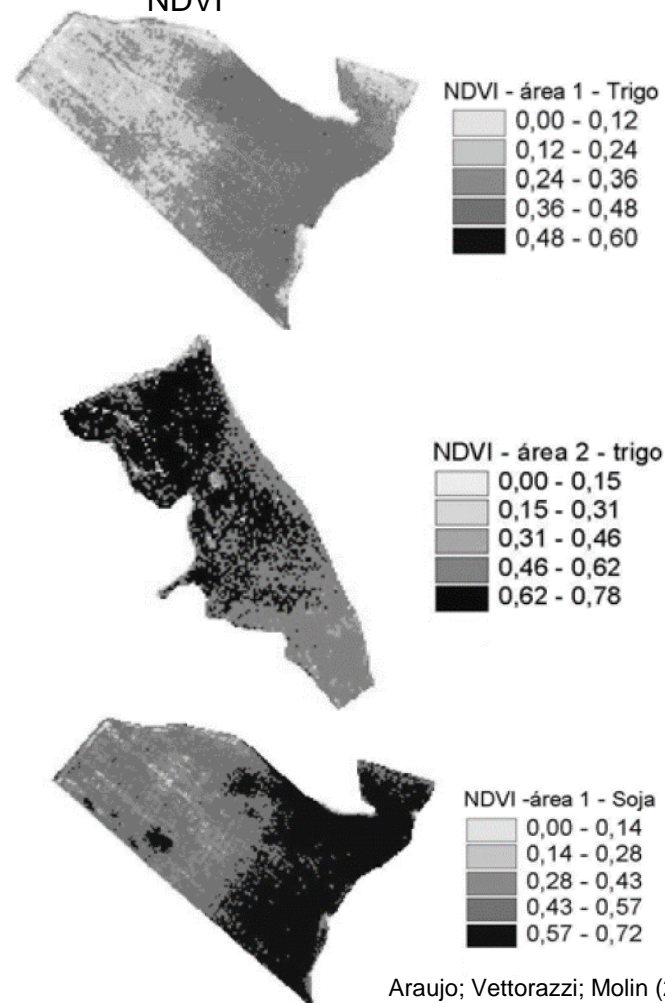 NDVI
NDVI - área 1 - Trigo
0,00 - 0,12
0,12 - 0,24
0,24 - 0,36
0,36 - 0,48
0,48 - 0,60
NDVI - área 2 - trigo
0,00 - 0,15
0,15 - 0,31
0,31 - 0,46
0,46 - 0,62
0,62 - 0,78
NDVI -área 1 - Soja
0,00 - 0,14
0,14 - 0,28
0,28 - 0,43
0,43 - 0,57
0,57 - 0,72
Araujo; Vettorazzi; Molin